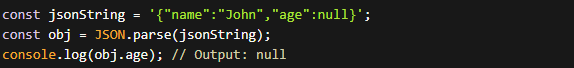 const jsonString = '{"name":"John","age":null}';
const obj = JSON.parse(jsonString);
console.log(obj.age); // Output: null